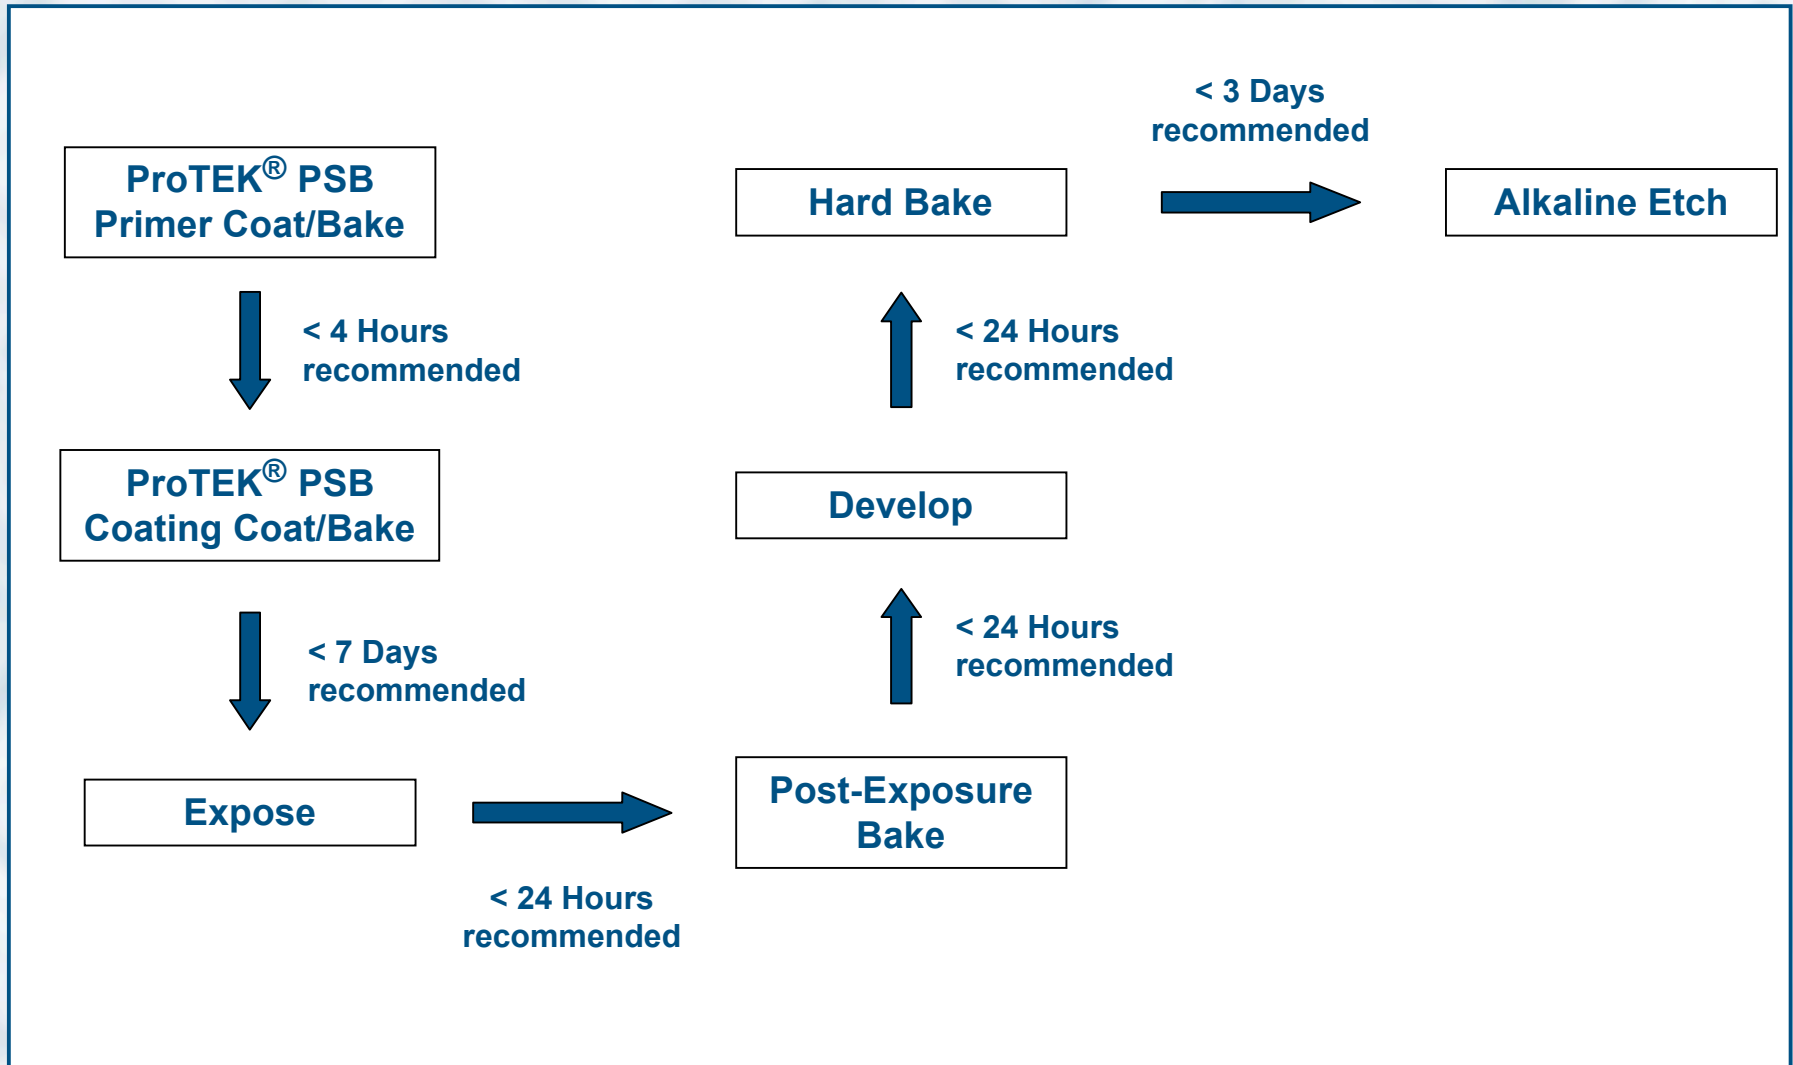 ProTEK® PSB
Primer Coat/Bake
< 4 Hours
recommended
ProTEK® PSB
Coating Coat/Bake
< 7 Days
recommended
Expose
< 24 Hours
recommended
Post-Exposure
Bake
< 24 Hours
recommended
Develop
< 24 Hours
recommended
Hard Bake
< 3 Days
recommended
Alkaline Etch